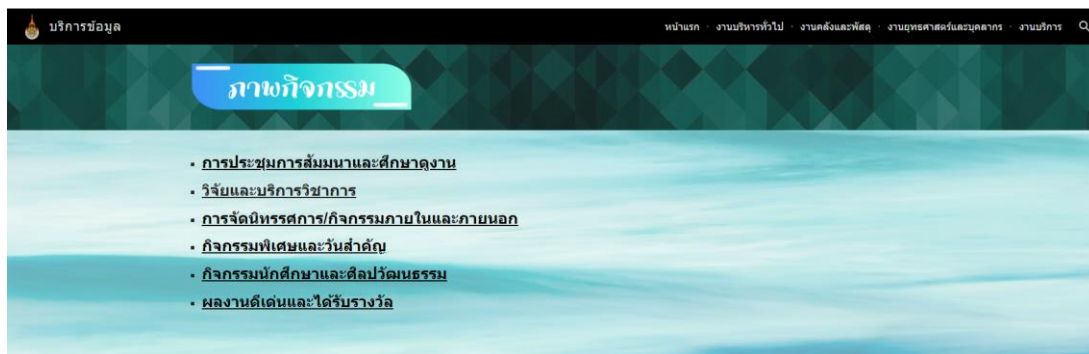 บริการข้อมูล
หน้าแรก · งานบริหารทั่วไป · งานคลังและพัสดุ · งานยุทธศาสตร์และบุคลากร · งานบริการ
ภาพกิจกรรม
▪ การประชุมการสัมมนาและศึกษาดูงาน
▪ วิจัยและบริการวิชาการ
▪ การจัดนิทรรศการ/กิจกรรมภายในและภายนอก
▪ กิจกรรมพิเศษและวันสำคัญ
▪ กิจกรรมนักศึกษาและศิลปวัฒนธรรม
▪ ผลงานดีเด่นและได้รับรางวัล